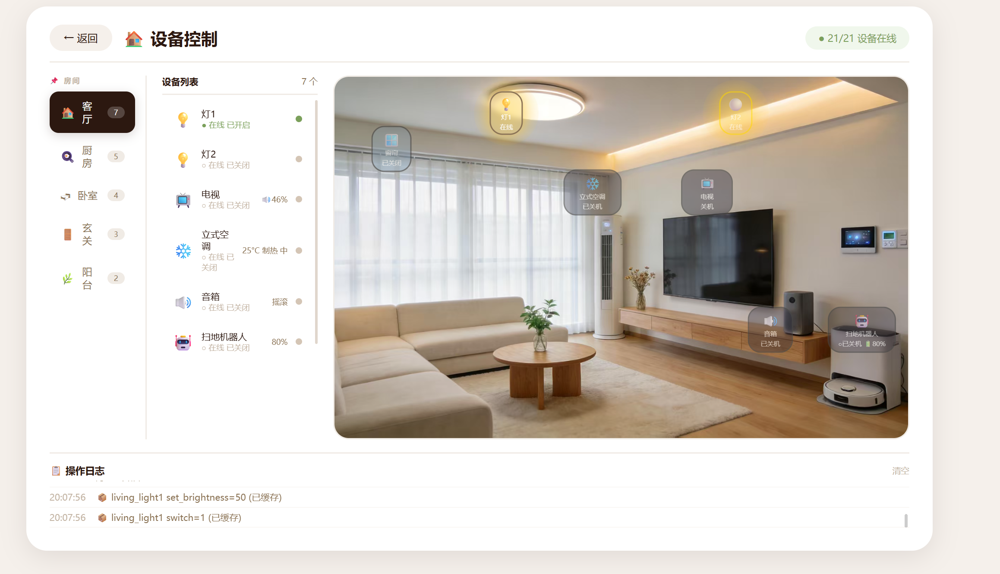 ← 返回
设备控制
● 21/21 设备在线
房间
客厅
7
厨房
5
卧室
4
玄关
3
阳台
2
设备列表
7 个
灯1
● 在线 已开启
灯2
○ 在线 已关闭
电视
○ 在线 已关闭
46%
立式空调
○ 在线 已关闭
25°C 制热 中
音箱
○ 在线 已关闭
摇滚
扫地机器人
○ 在线 已关闭
80%
灯1
在线
灯2
在线
窗帘
已关闭
立式空调
已关机
电视
关机
音箱
已关机
扫地机器人
○已关机 80%
操作日志
清空
20:07:56 living_light1 set_brightness=50 (已缓存)
20:07:56 living_light1 switch=1 (已缓存)